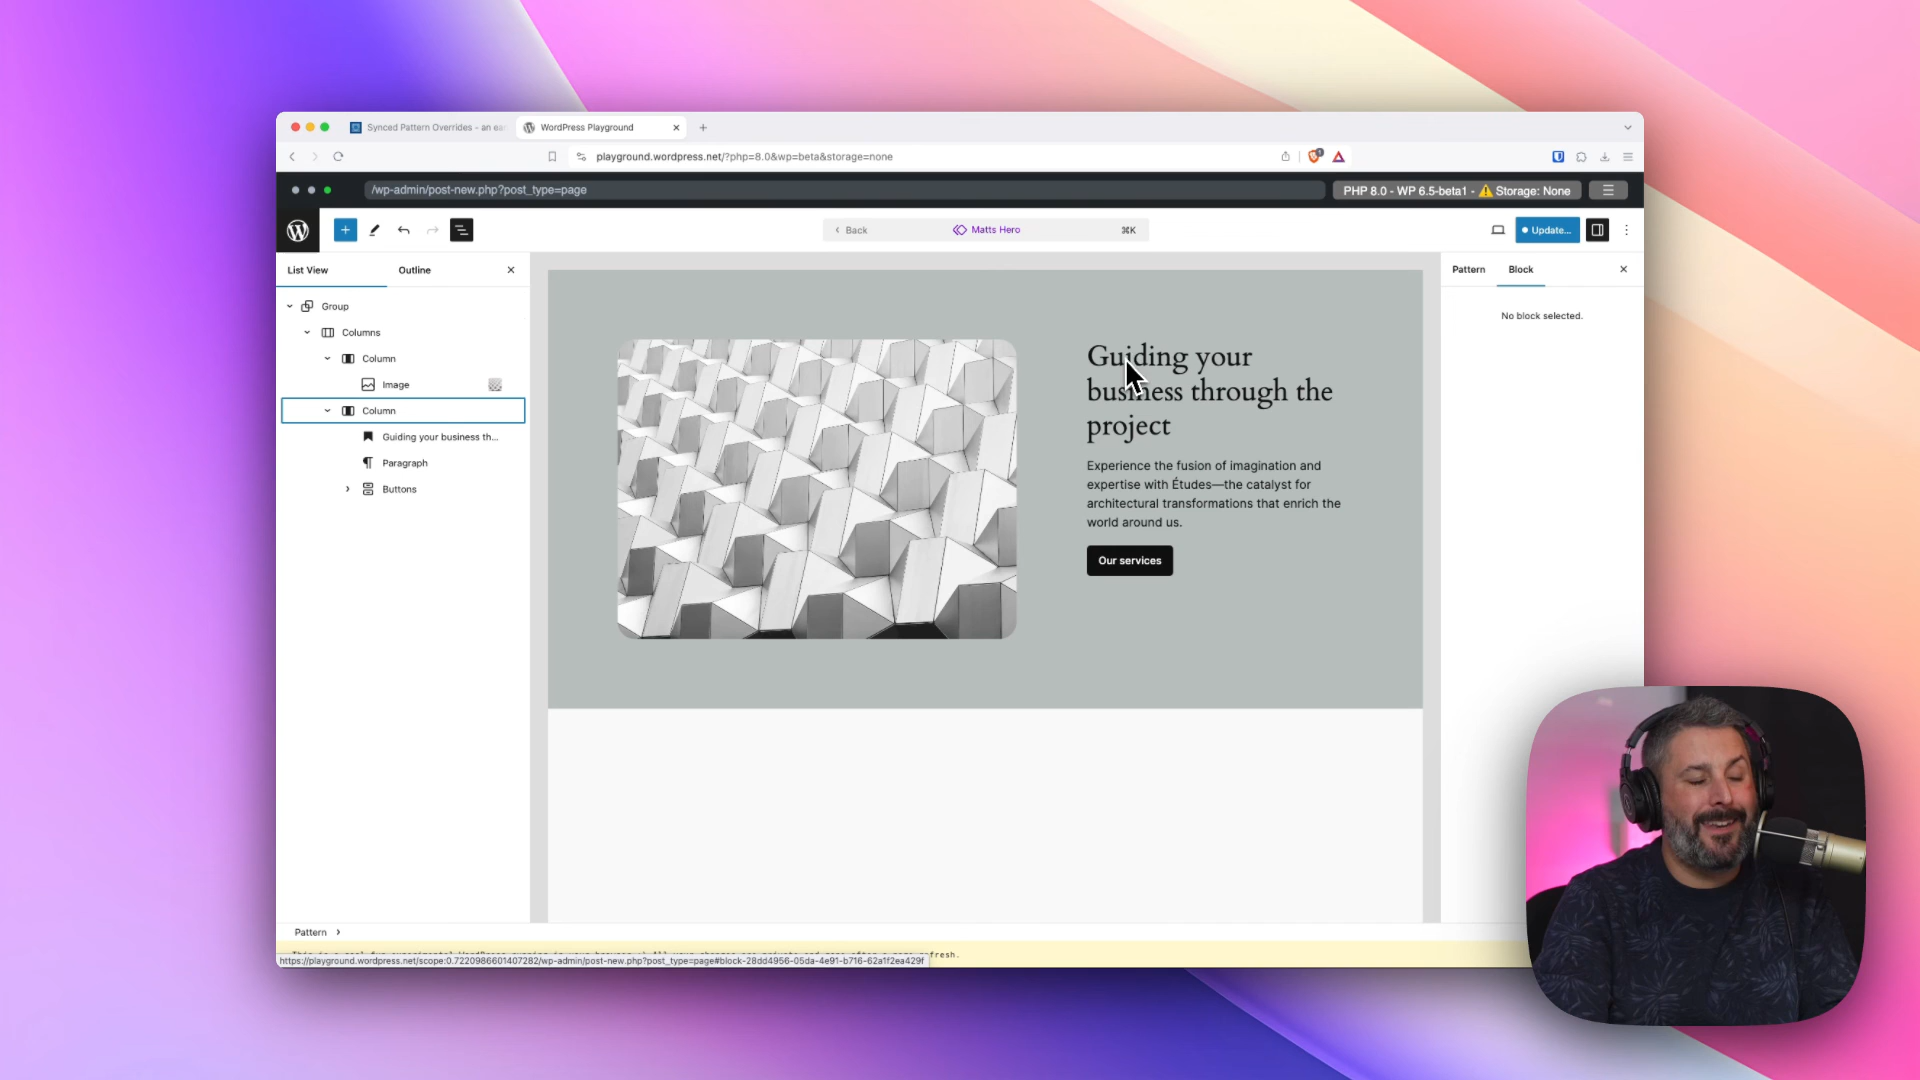 Synced Pattern Overrides - an ear
WordPress Playground
playground.wordpress.net/?php=8.0&wp=beta&storage=none
/wp-admin/post-new.php?post_type=page
PHP 8.0 - WP 6.5-beta1 - ⚠️ Storage: None
Back
Matts Hero
⌘K
Update...
List View
Outline
Pattern
Block
Group
Columns
Column
Image
Column
Guiding your business th...
Paragraph
Buttons
No block selected.
Guiding your
business through the
project
Experience the fusion of imagination and
expertise with Études—the catalyst for
architectural transformations that enrich the
world around us.
Our services
Pattern
https://playground.wordpress.net/scope:0.7220986601407282/wp-admin/post-new.php?post_type=page#block-28dd4956-05da-4e91-b716-62a1f2ea429f